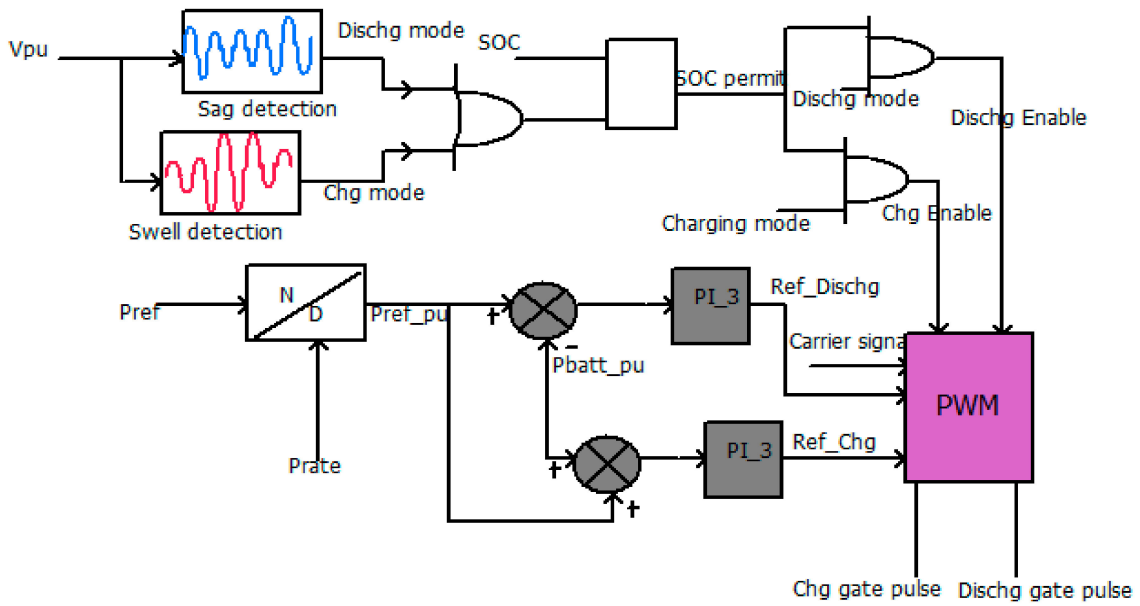 Vpu
Dischg mode
SOC
Sag detection
SOC permit
Dischg mode
Dischg Enable
Chg mode
Swell detection
Charging mode
Chg Enable
Pref
N
D
Pref_pu
+
PI_3
Ref_Dischg
-
Pbatt_pu
Carrier signa
PWM
Prate
+
+
PI_3
Ref_Chg
Chg gate pulse
Dischg gate pulse